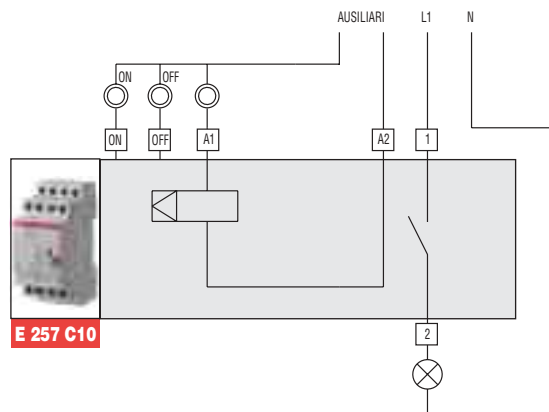 AUSILIARI L1 N
ON OFF
ON OFF A1 A2 1
E 257 C10
2